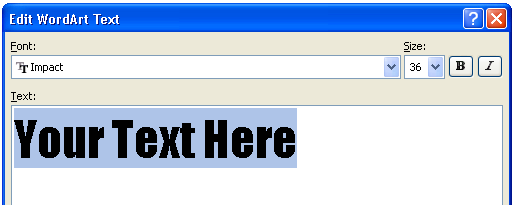 Edit WordArt Text
Font: Size:
Impact 36 B I
Text:
Your Text Here